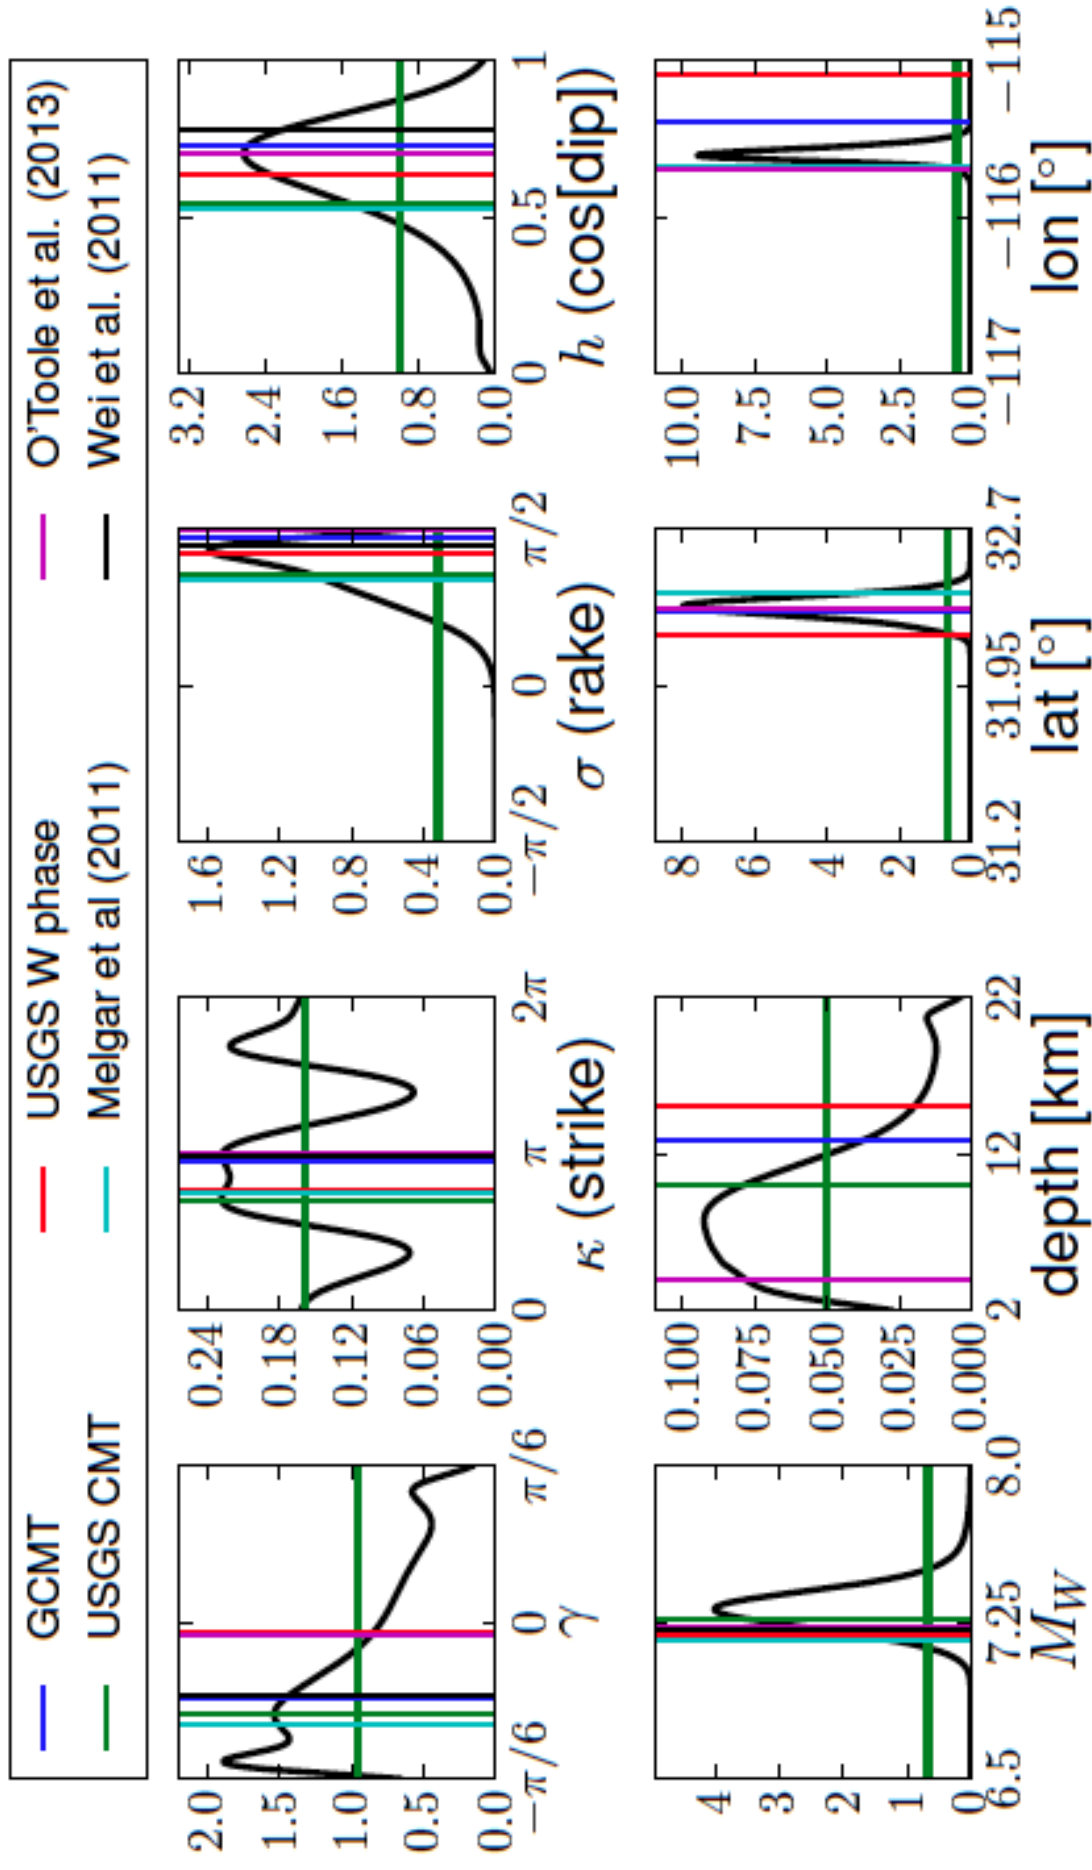 GCMT USGS W phase O'Toole et al. (2013)
USGS CMT Melgar et al (2011) Wei et al. (2011)
2.0
1.5
1.0
0.5
0.0
−π/6 0 π/6
γ
0.24
0.18
0.12
0.06
0.00
0 π 2π
κ (strike)
1.6
1.2
0.8
0.4
0.0
−π/2 0 π/2
σ (rake)
3.2
2.4
1.6
0.8
0.0
0 0.5 1
h (cos[dip])
4
3
2
1
0
6.5 7.25 8.0
M_W
0.100
0.075
0.050
0.025
0.000
2 12 22
depth [km]
8
6
4
2
0
31.2 31.95 32.7
lat [°]
10.0
7.5
5.0
2.5
0.0
−117 −116 −115
lon [°]